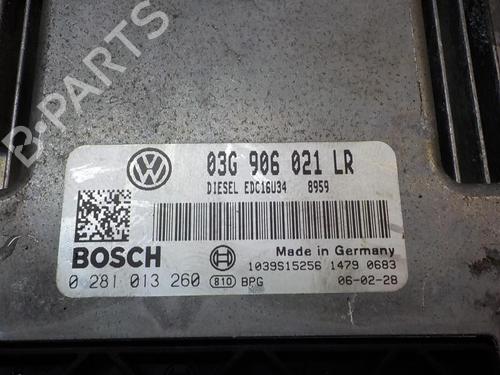 03G 906 021 LR
DIESEL EDC16U34 8959
BOSCH
Made in Germany
1039S15256 1479 0683
0 281 013 260 810 BPG 06-02-28